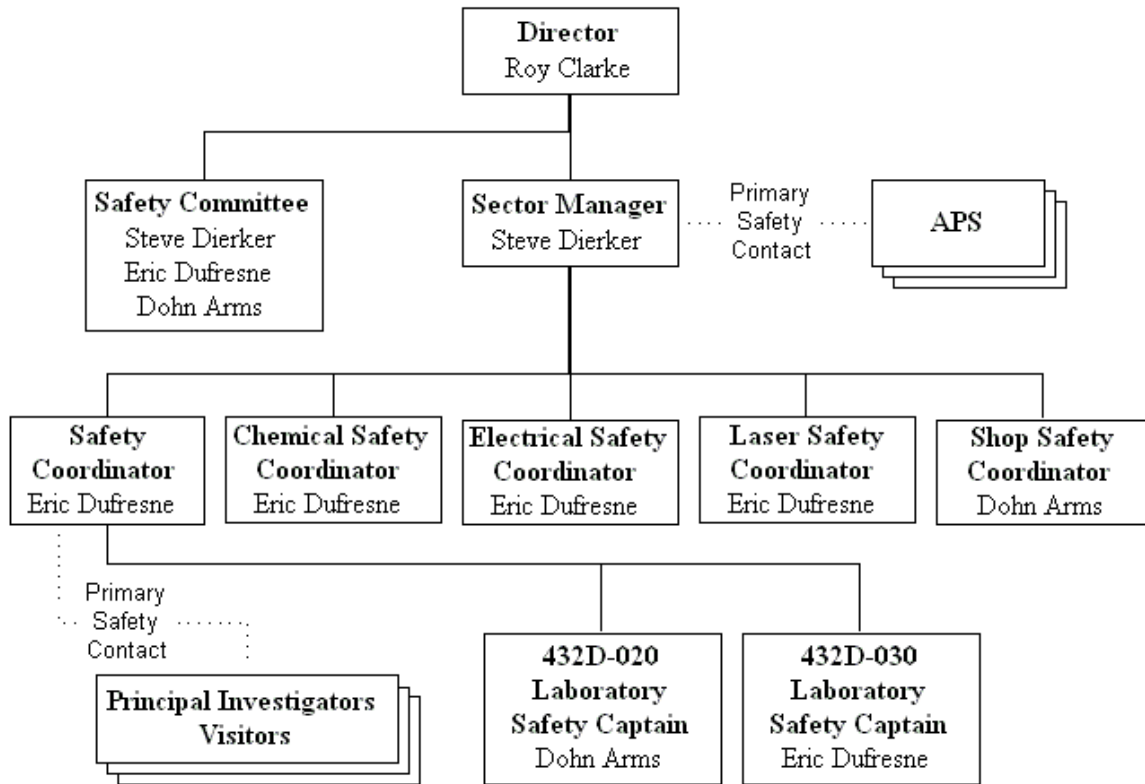 Director
Roy Clarke
Safety Committee
Steve Dierker
Eric Dufresne
Dohn Arms
Sector Manager
Steve Dierker
Primary
Safety
Contact
APS
Safety
Coordinator
Eric Dufresne
Chemical Safety
Coordinator
Eric Dufresne
Electrical Safety
Coordinator
Eric Dufresne
Laser Safety
Coordinator
Eric Dufresne
Shop Safety
Coordinator
Dohn Arms
Primary
Safety
Contact
Principal Investigators
Visitors
432D-020
Laboratory
Safety Captain
Dohn Arms
432D-030
Laboratory
Safety Captain
Eric Dufresne